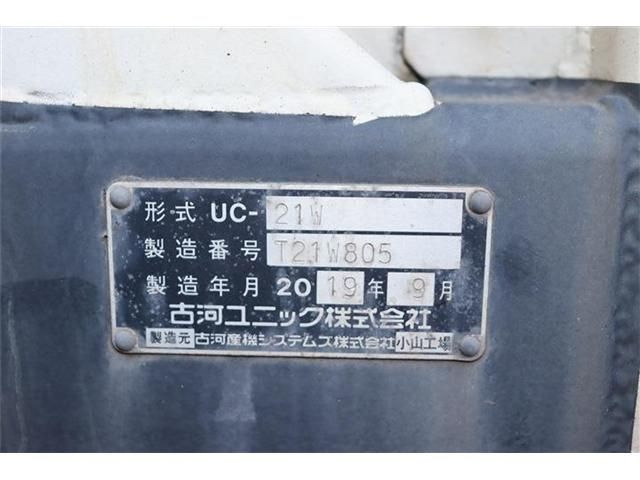 形式 UC-21W
製造番号 T21W805
製造年月 2019年 9月
古河ユニック株式会社
製造元 古河産機システムズ株式会社 小山工場